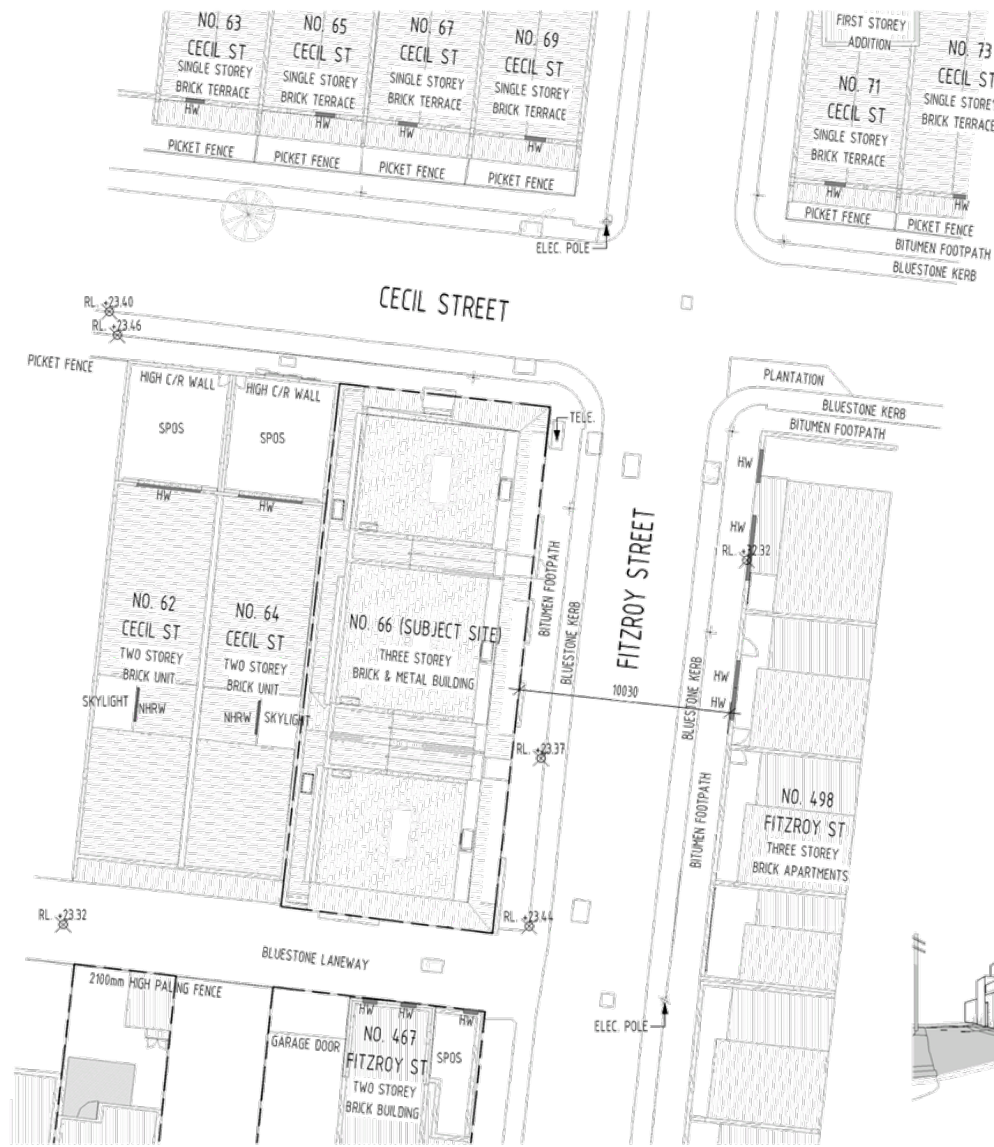 NO. 63
CECIL ST
SINGLE STOREY
BRICK TERRACE
HW
PICKET FENCE
NO. 65
CECIL ST
SINGLE STOREY
BRICK TERRACE
HW
PICKET FENCE
NO. 67
CECIL ST
SINGLE STOREY
BRICK TERRACE
HW
PICKET FENCE
NO. 69
CECIL ST
SINGLE STOREY
BRICK TERRACE
HW
PICKET FENCE
FIRST STOREY
ADDITION
NO. 71
CECIL ST
SINGLE STOREY
BRICK TERRACE
HW
PICKET FENCE
NO. 73
CECIL ST
SINGLE STOREY
BRICK TERRACE
HW
PICKET FENCE
BITUMEN FOOTPATH
BLUESTONE KERB
ELEC. POLE
CECIL STREET
RL. +23.40
RL. +23.46
PICKET FENCE
HIGH C/R WALL
SPOS
HW
HIGH C/R WALL
SPOS
HW
TELE.
PLANTATION
BLUESTONE KERB
BITUMEN FOOTPATH
HW
HW
RL. +32.32
FITZROY STREET
BITUMEN FOOTPATH
BLUESTONE KERB
NO. 62
CECIL ST
TWO STOREY
BRICK UNIT
SKYLIGHT
NHRW
NO. 64
CECIL ST
TWO STOREY
BRICK UNIT
NHRW
SKYLIGHT
NO. 66 (SUBJECT SITE)
THREE STOREY
BRICK & METAL BUILDING
10030
HW
HW
BLUESTONE KERB
BITUMEN FOOTPATH
RL. +23.37
NO. 498
FITZROY ST
THREE STOREY
BRICK APARTMENTS
RL. +23.32
RL. +23.44
BLUESTONE LANEWAY
2100mm HIGH PALING FENCE
GARAGE DOOR
HW
HW
HW
NO. 467
FITZROY ST
TWO STOREY
BRICK BUILDING
SPOS
ELEC. POLE